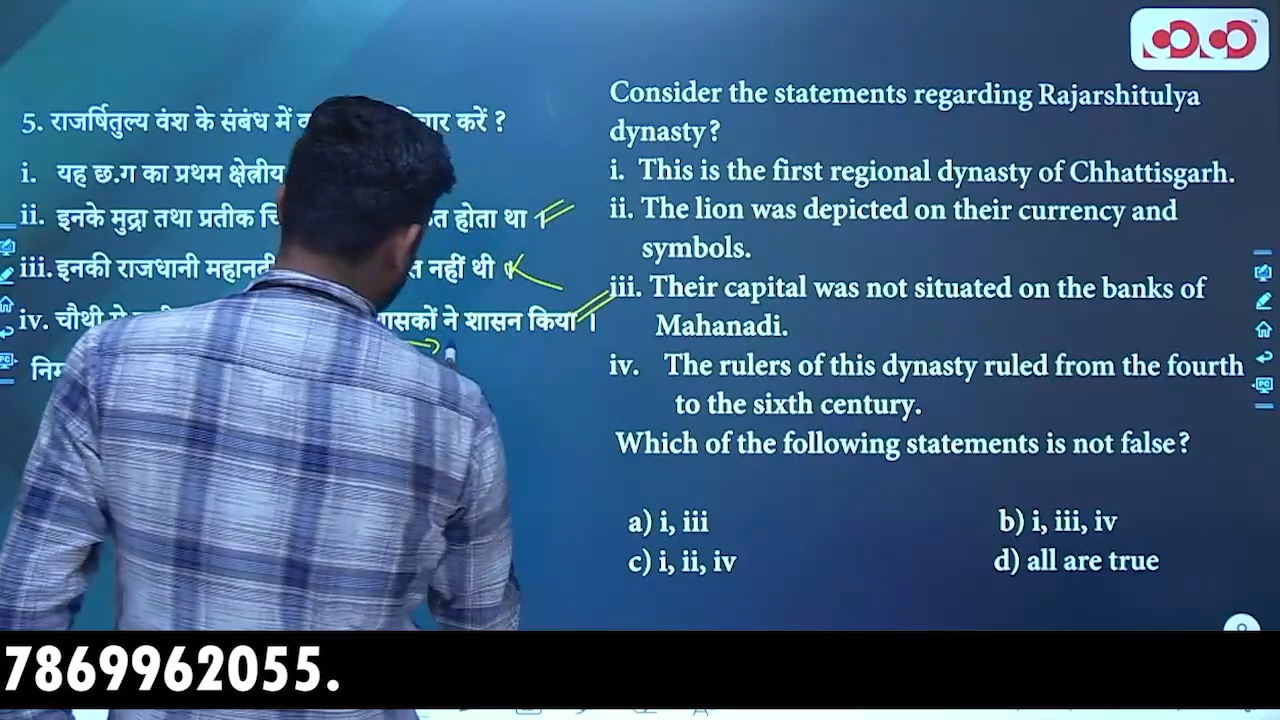 5. राजर्षितुल्य वंश के संबंध में करें ?
i. यह छ.ग का प्रथम क्षेत्रीय
ii. इनके मुद्रा तथा प्रतीक होता था ।
iii. इनकी राजधानी नहीं थी
iv. चौथी ने शासन किया ।
Consider the statements regarding Rajarshitulya
dynasty?
i. This is the first regional dynasty of Chhattisgarh.
ii. The lion was depicted on their currency and
symbols.
iii. Their capital was not situated on the banks of
Mahanadi.
iv. The rulers of this dynasty ruled from the fourth
to the sixth century.
Which of the following statements is not false?
a) i, iii b) i, iii, iv
c) i, ii, iv d) all are true
7869962055.